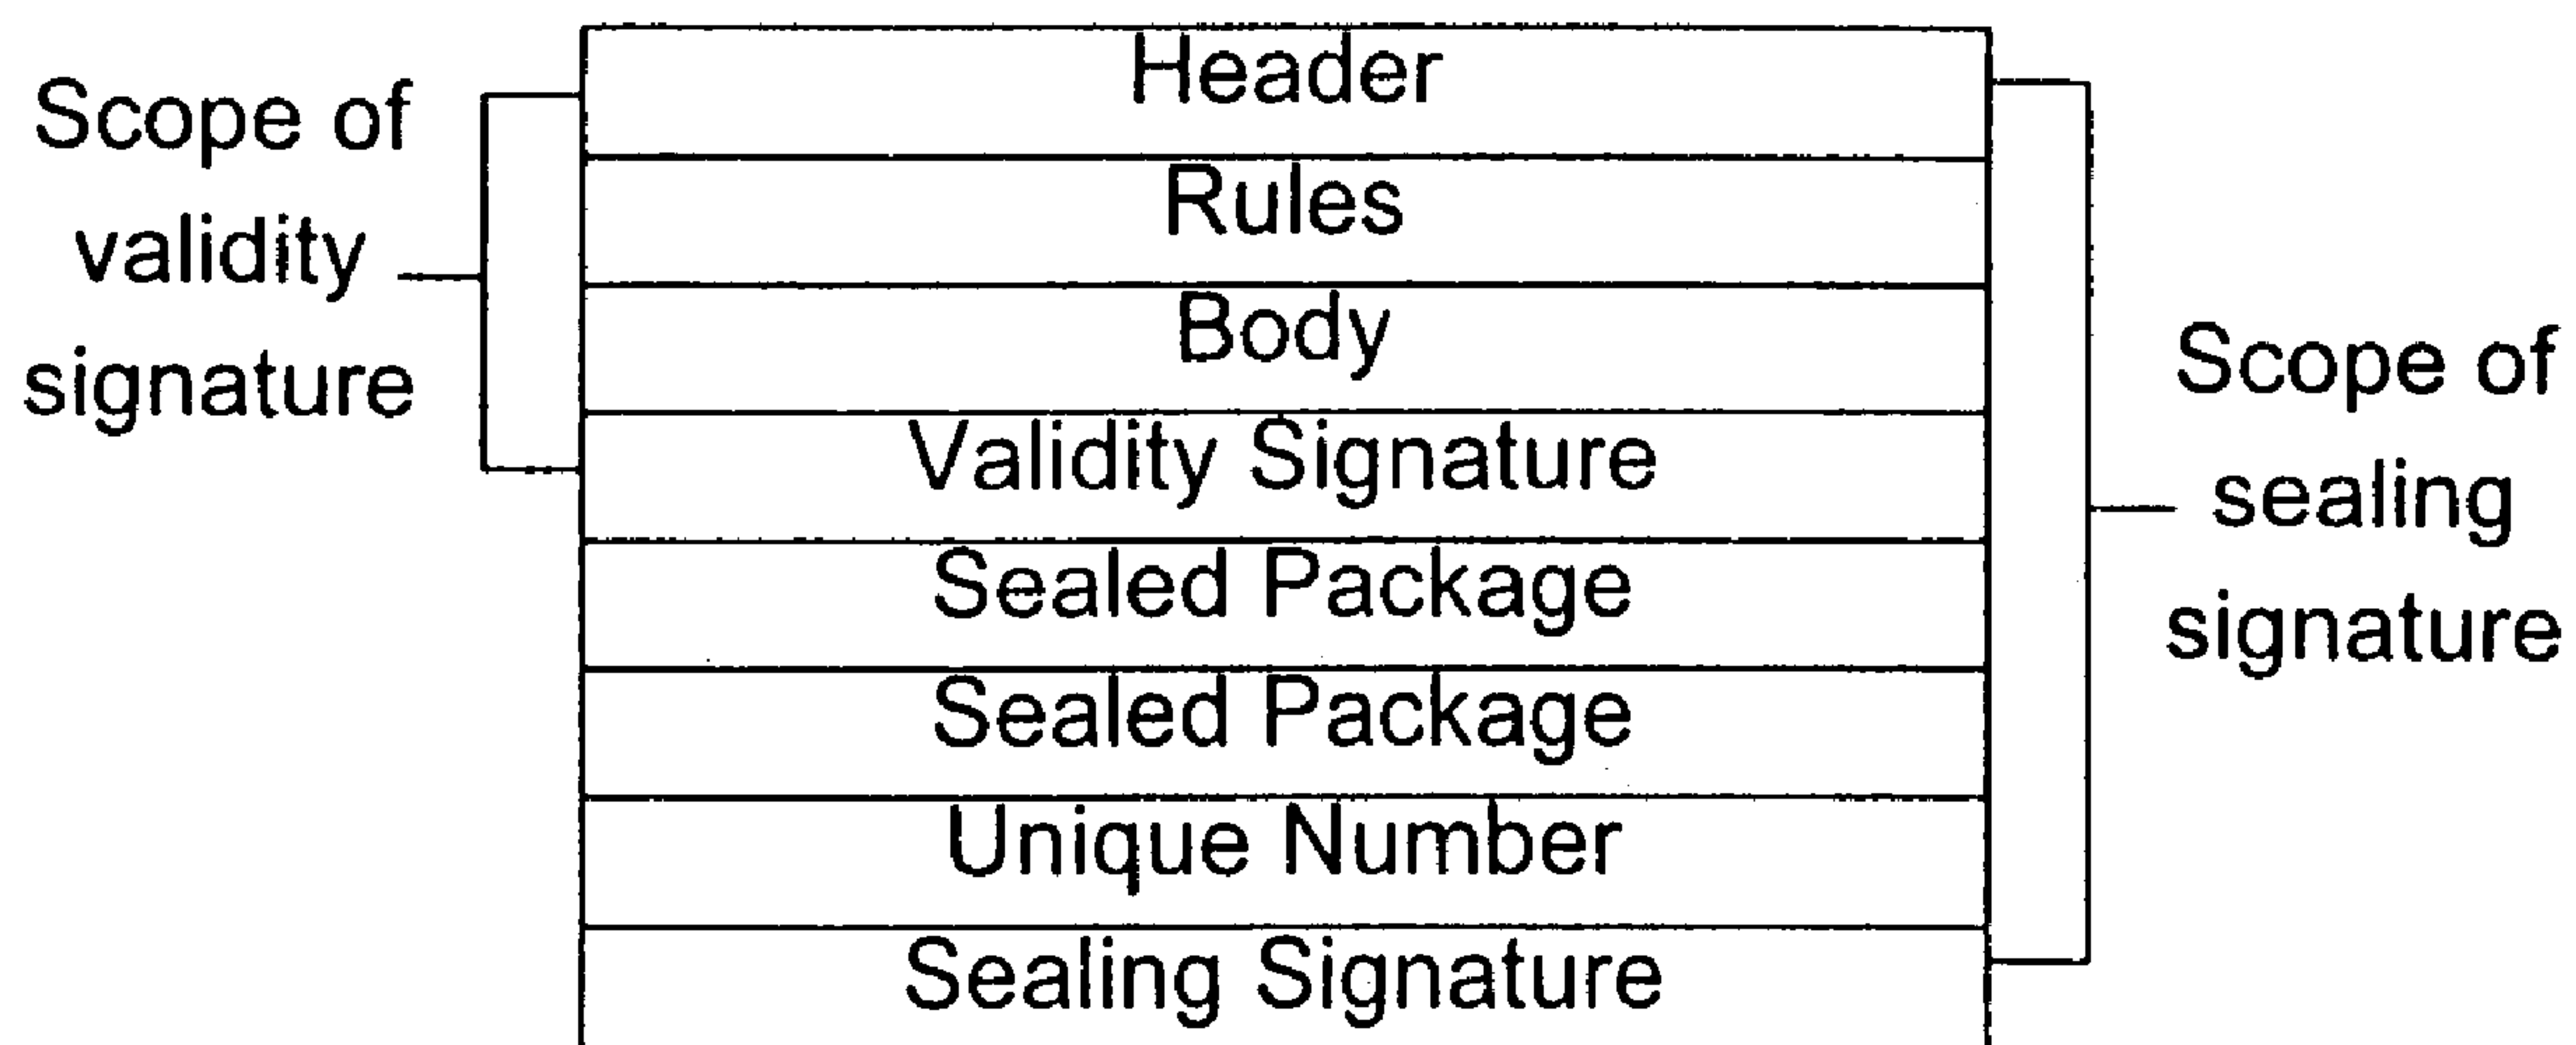 Scope of
validity
signature
Header
Rules
Body
Validity Signature
Sealed Package
Sealed Package
Unique Number
Sealing Signature
Scope of
sealing
signature